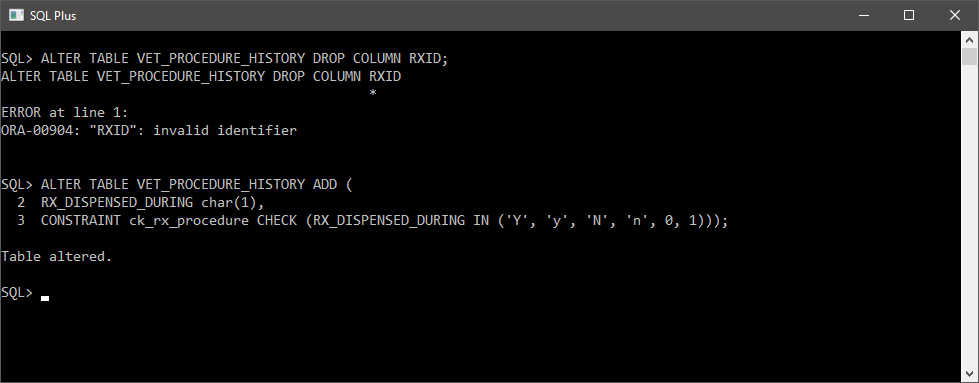 SQL Plus
SQL> ALTER TABLE VET_PROCEDURE_HISTORY DROP COLUMN RXID;
ALTER TABLE VET_PROCEDURE_HISTORY DROP COLUMN RXID
*
ERROR at line 1:
ORA-00904: "RXID": invalid identifier
SQL> ALTER TABLE VET_PROCEDURE_HISTORY ADD (
2 RX_DISPENSED_DURING char(1),
3 CONSTRAINT ck_rx_procedure CHECK (RX_DISPENSED_DURING IN ('Y', 'y', 'N', 'n', 0, 1)));
Table altered.
SQL>